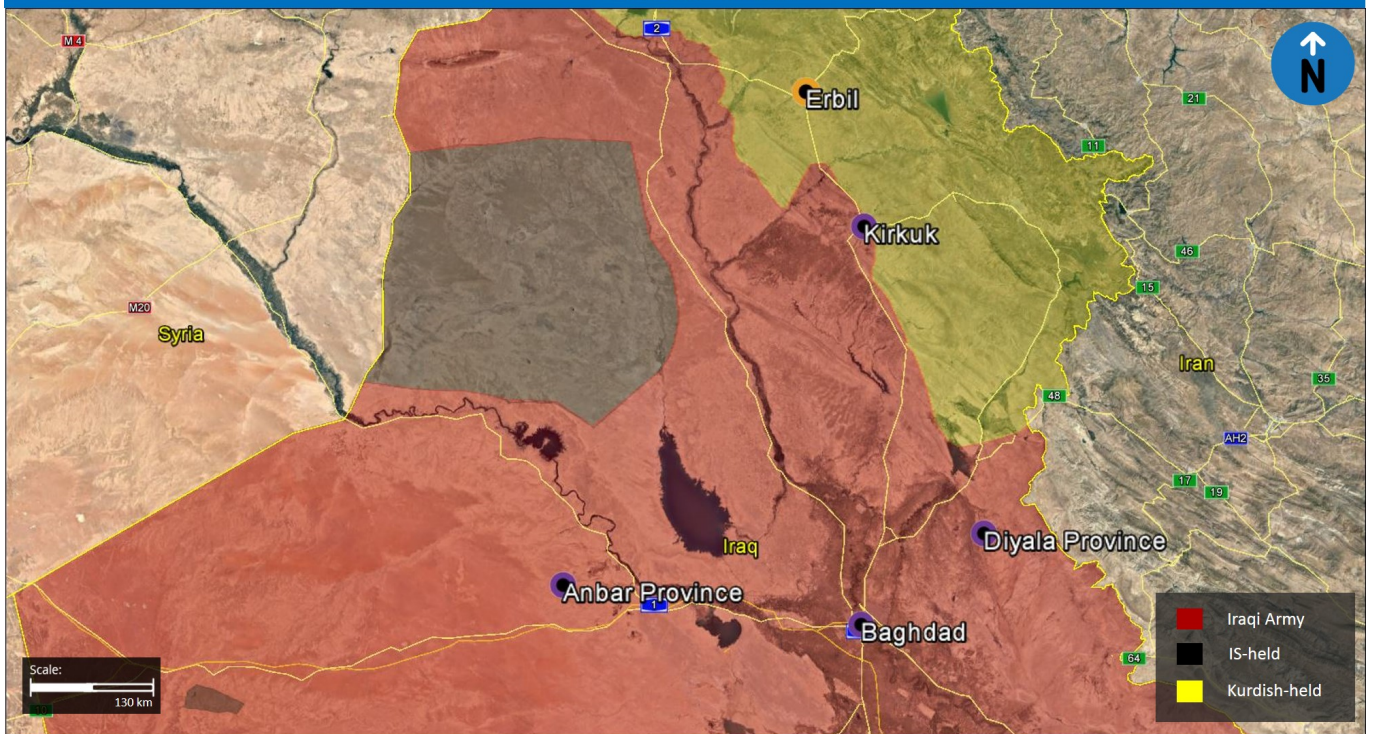 M 4
2
N
Erbil
21
11
Kirkuk
46
15
M20
Syria
Iran
35
48
AH2
17
19
Iraq
Diyala Province
Anbar Province
1
Baghdad
Iraqi Army
IS-held
Kurdish-held
64
Scale:
130 km